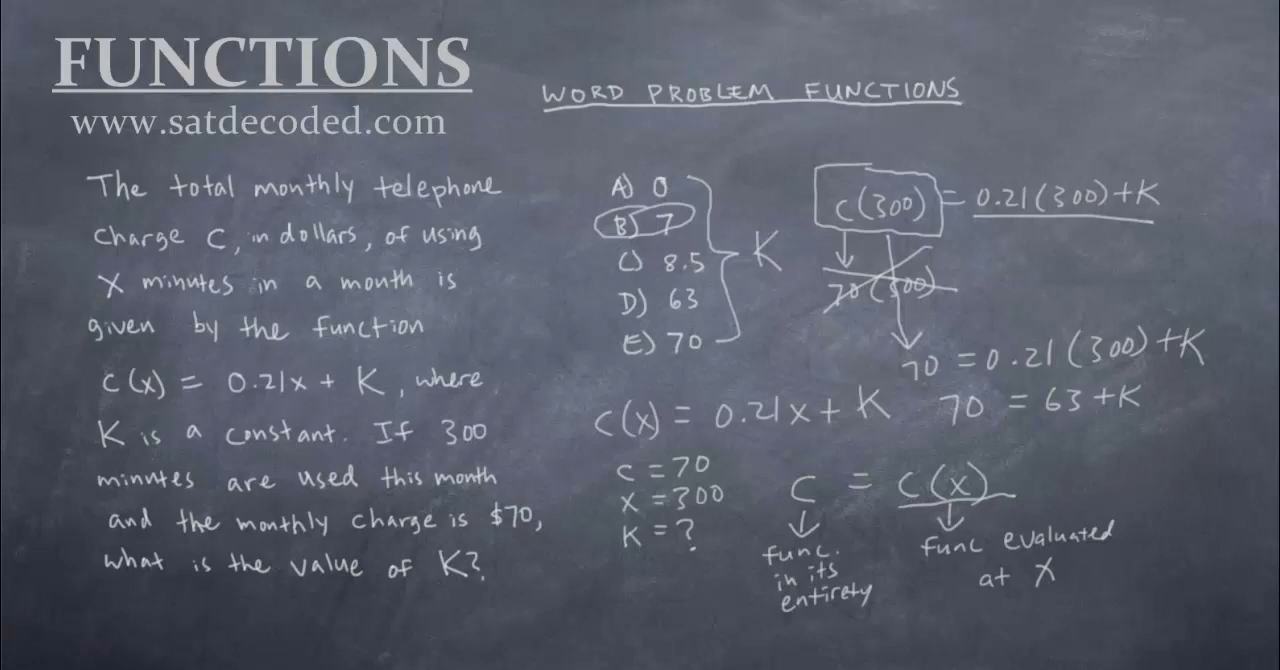 FUNCTIONS
www.satdecoded.com
WORD PROBLEM FUNCTIONS
The total monthly telephone
charge C, in dollars, of using
X minutes in a month is
given by the function
c(x) = 0.21x + K, where
K is a constant. If 300
minutes are used this month
and the monthly charge is $70,
what is the value of K?
A) 0
B) 7
C) 8.5
D) 63
E) 70
K
c(x) = 0.21x + K
C = 70
X = 300
K = ?
c(300) = 0.21(300) + K
70(300)
70 = 0.21(300) + K
70 = 63 + K
C = C(x)
func.
in its
entirety
func evaluated
at X